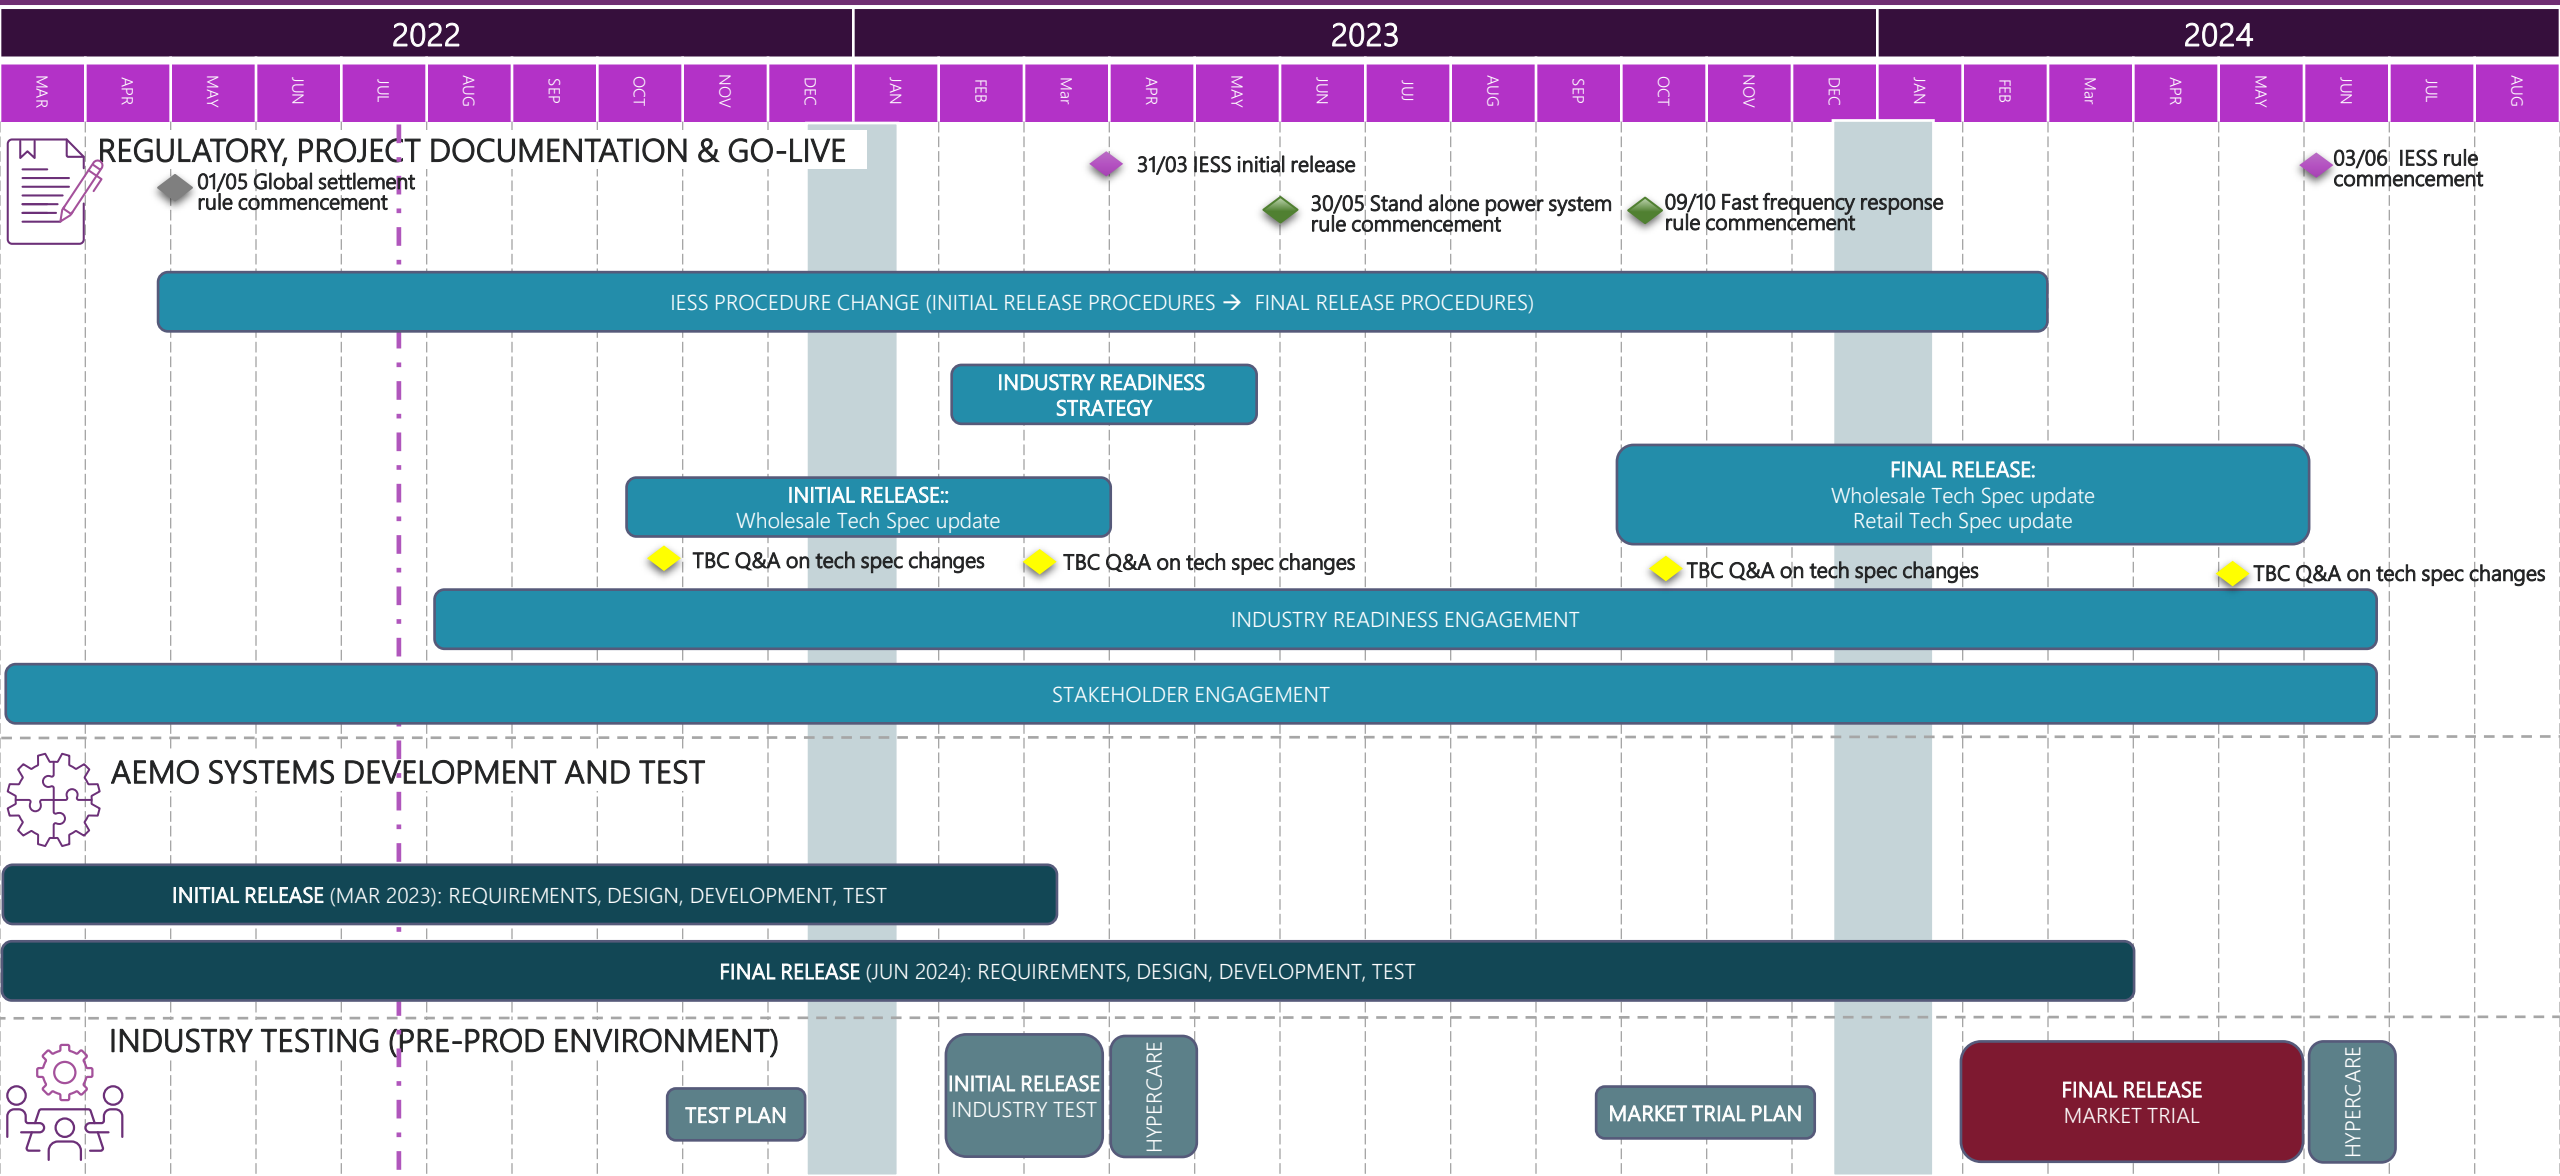 2022
2023
2024
MAR
APR
MAY
JUN
JUL
AUG
SEP
OCT
NOV
DEC
JAN
FEB
Mar
APR
MAY
JUN
JUJ
AUG
SEP
OCT
NOV
DEC
JAN
FEB
Mar
APR
MAY
JUN
JUL
AUG
REGULATORY, PROJECT DOCUMENTATION & GO-LIVE
01/05 Global settlement
rule commencement
31/03 IESS initial release
30/05 Stand alone power system
rule commencement
09/10 Fast frequency response
rule commencement
03/06 IESS rule
commencement
IESS PROCEDURE CHANGE (INITIAL RELEASE PROCEDURES → FINAL RELEASE PROCEDURES)
INDUSTRY READINESS
STRATEGY
INITIAL RELEASE::
Wholesale Tech Spec update
FINAL RELEASE:
Wholesale Tech Spec update
Retail Tech Spec update
TBC Q&A on tech spec changes
TBC Q&A on tech spec changes
TBC Q&A on tech spec changes
TBC Q&A on tech spec changes
INDUSTRY READINESS ENGAGEMENT
STAKEHOLDER ENGAGEMENT
AEMO SYSTEMS DEVELOPMENT AND TEST
INITIAL RELEASE (MAR 2023): REQUIREMENTS, DESIGN, DEVELOPMENT, TEST
FINAL RELEASE (JUN 2024): REQUIREMENTS, DESIGN, DEVELOPMENT, TEST
INDUSTRY TESTING (PRE-PROD ENVIRONMENT)
TEST PLAN
INITIAL RELEASE
INDUSTRY TEST
HYPERCARE
MARKET TRIAL PLAN
FINAL RELEASE
MARKET TRIAL
HYPERCARE